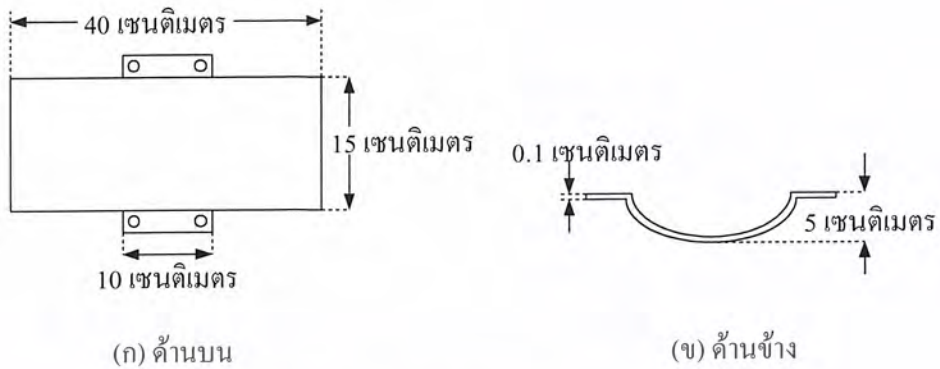 40 เซนติเมตร
15 เซนติเมตร
10 เซนติเมตร
(ก) ด้านบน
0.1 เซนติเมตร
5 เซนติเมตร
(ข) ด้านข้าง